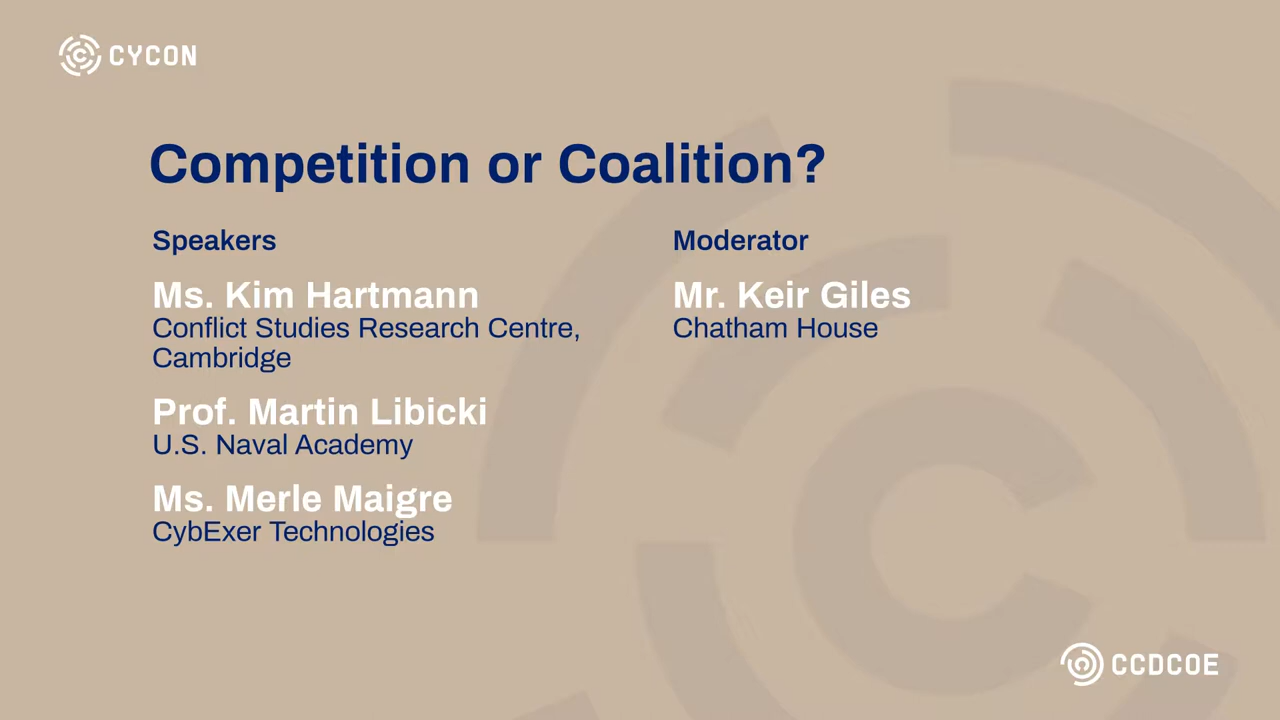 CYCON
Competition or Coalition?
Speakers
Ms. Kim Hartmann
Conflict Studies Research Centre,
Cambridge
Prof. Martin Libicki
U.S. Naval Academy
Ms. Merle Maigre
CybExer Technologies
Moderator
Mr. Keir Giles
Chatham House
CCDCOE